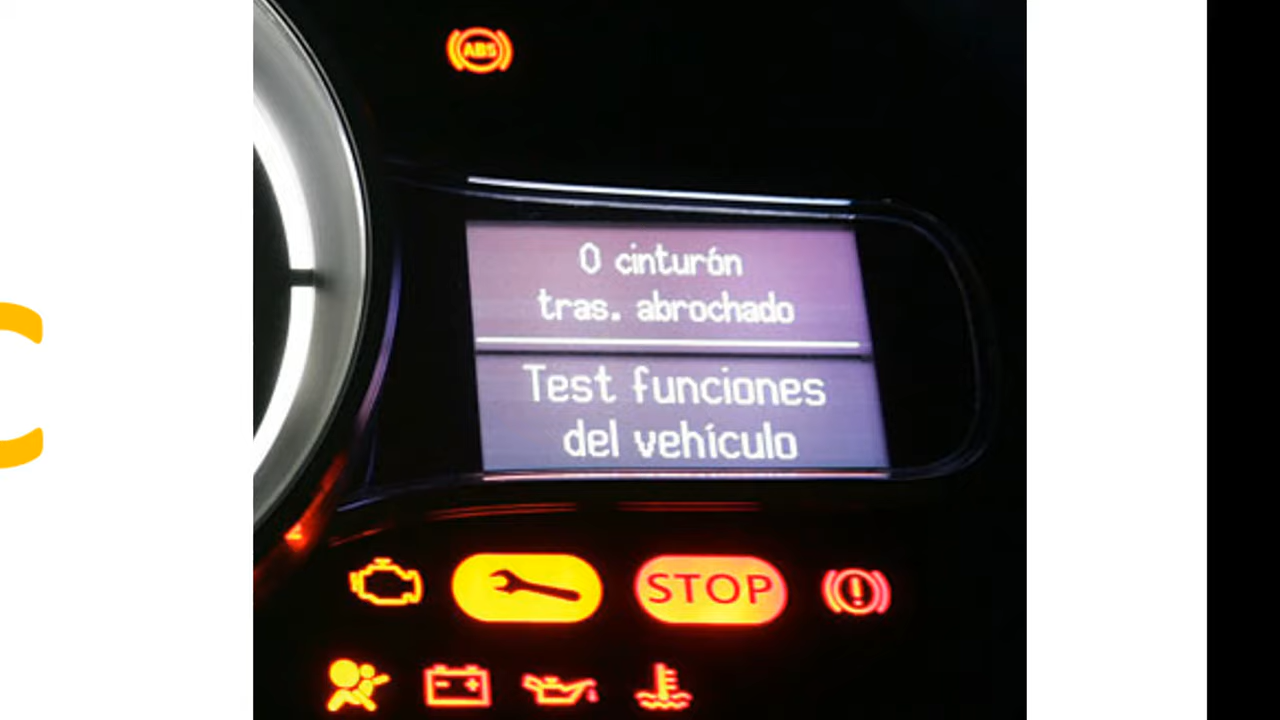 ABS
0 cinturón
tras. abrochado
Test funciones
del vehículo
STOP